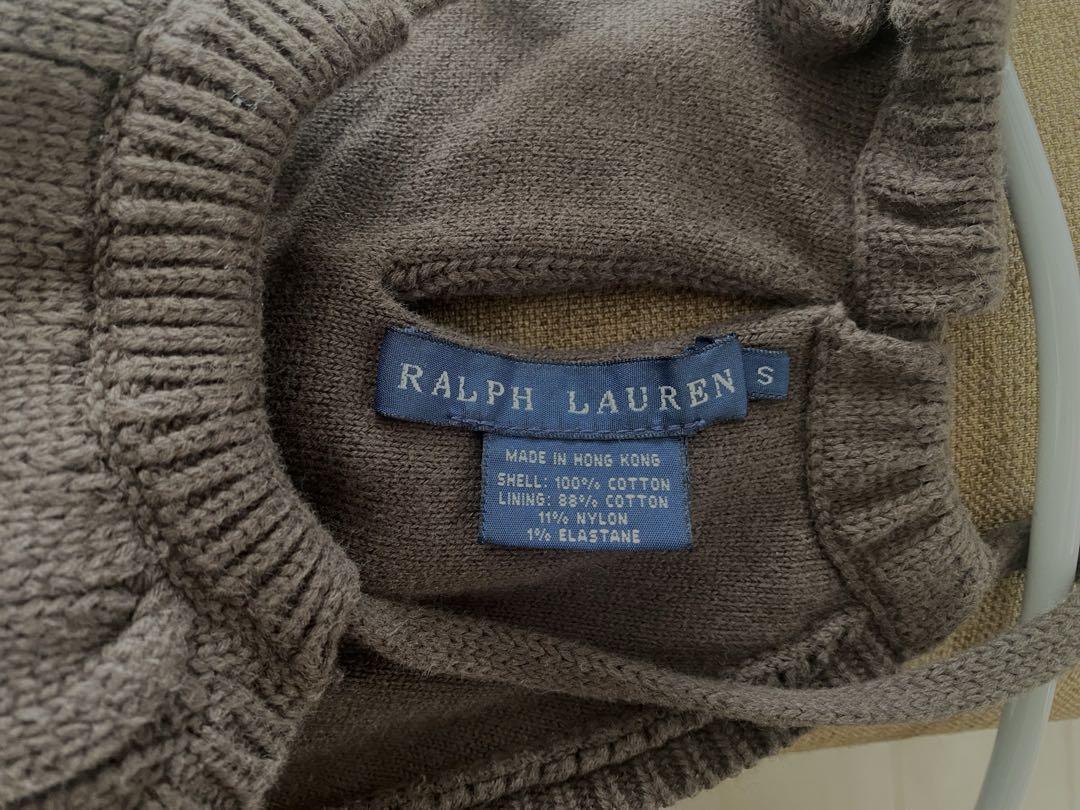 RALPH LAUREN S
MADE IN HONG KONG
SHELL: 100% COTTON
LINING: 88% COTTON
11% NYLON
1% ELASTANE